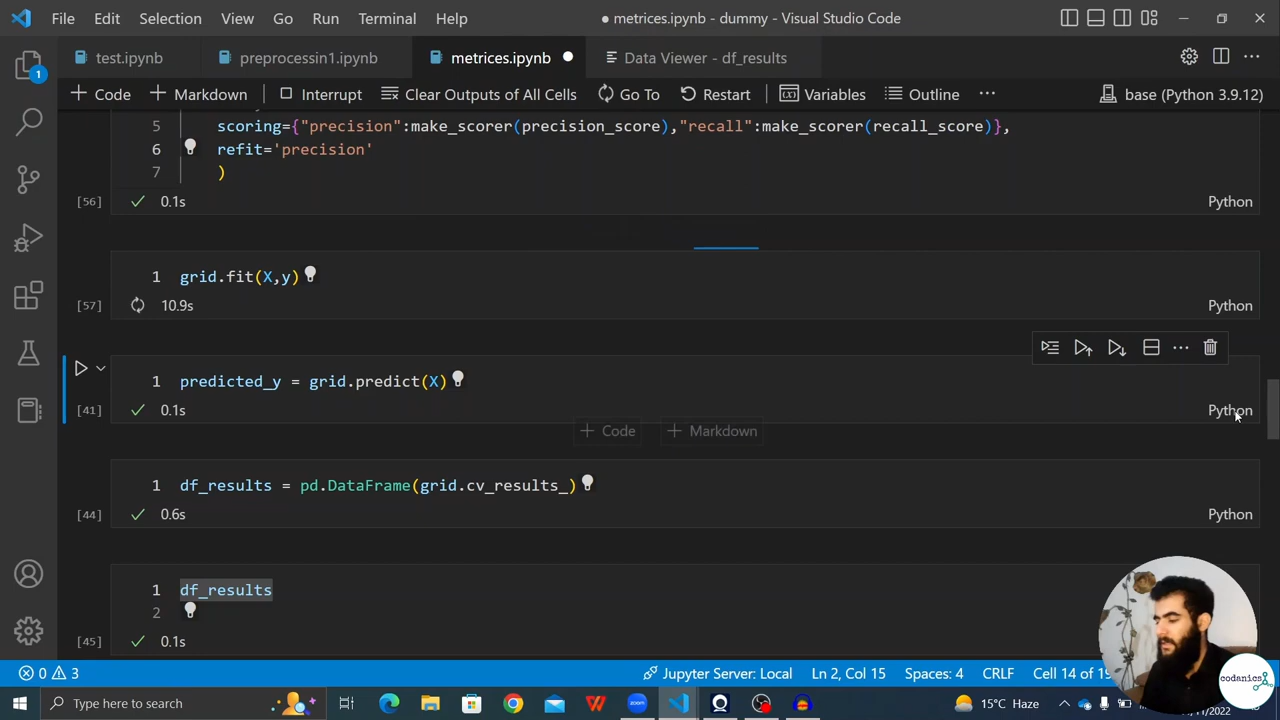 File Edit Selection View Go Run Terminal Help ● metrices.ipynb - dummy - Visual Studio Code
test.ipynb preprocessin1.ipynb metrices.ipynb Data Viewer - df_results
Code Markdown Interrupt Clear Outputs of All Cells Go To Restart Variables Outline ... base (Python 3.9.12)
1
5 scoring={"precision":make_scorer(precision_score),"recall":make_scorer(recall_score)},
6 refit='precision'
7 )
[56] 0.1s Python
1 grid.fit(X,y)
[57] 10.9s Python
1 predicted_y = grid.predict(X)
[41] 0.1s Python
Code Markdown
1 df_results = pd.DataFrame(grid.cv_results_)
[44] 0.6s Python
1 df_results
2
[45] 0.1s
codanics
0 3 Jupyter Server: Local Ln 2, Col 15 Spaces: 4 CRLF Cell 14 of
Type here to search zoom 15°C Haze